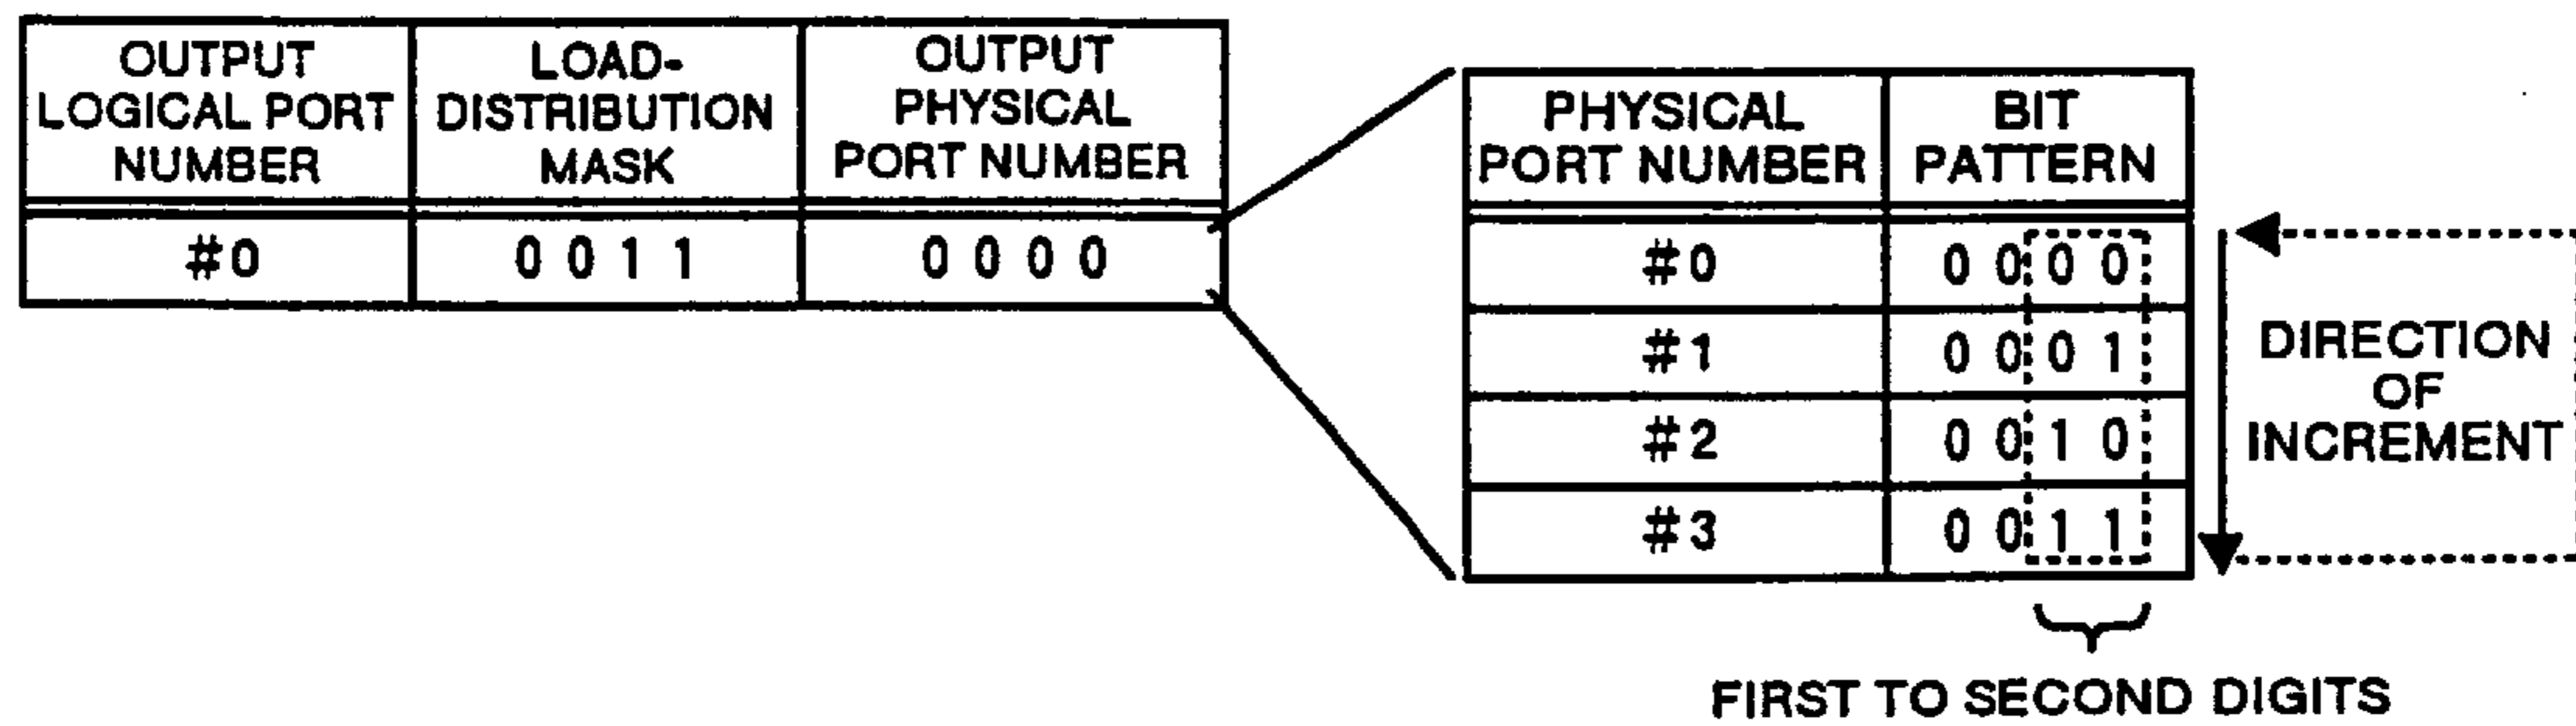 OUTPUT
LOGICAL PORT
NUMBER
LOAD-
DISTRIBUTION
MASK
OUTPUT
PHYSICAL
PORT NUMBER
#0
0 0 1 1
0 0 0 0
PHYSICAL
PORT NUMBER
BIT
PATTERN
#0
0 0 0 0
#1
0 0 0 1
#2
0 0 1 0
#3
0 0 1 1
DIRECTION
OF
INCREMENT
FIRST TO SECOND DIGITS